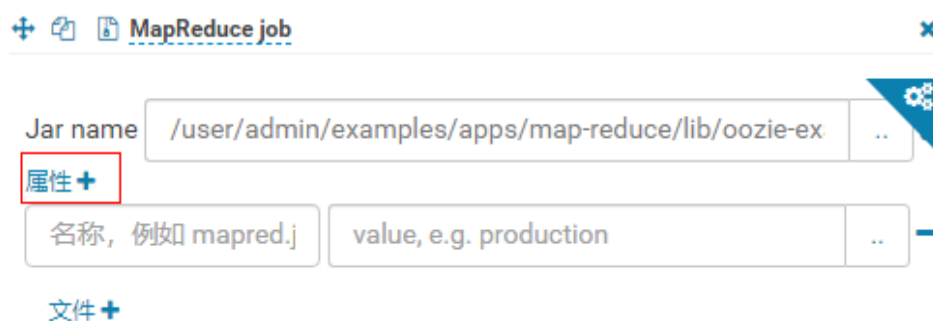 MapReduce job
Jar name /user/admin/examples/apps/map-reduce/lib/oozie-ex ..
属性
名称，例如 mapred.j value, e.g. production ..
文件